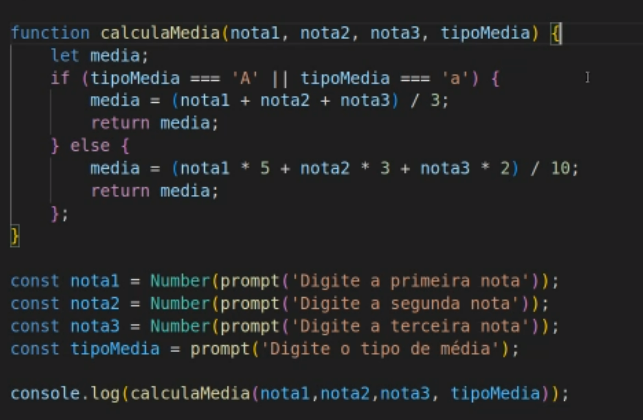 function calculaMedia(nota1, nota2, nota3, tipoMedia) {
    let media;
    if (tipoMedia === 'A' || tipoMedia === 'a') {
        media = (nota1 + nota2 + nota3) / 3;
        return media;
    } else {
        media = (nota1 * 5 + nota2 * 3 + nota3 * 2) / 10;
        return media;
    };
}
const nota1 = Number(prompt('Digite a primeira nota'));
const nota2 = Number(prompt('Digite a segunda nota'));
const nota3 = Number(prompt('Digite a terceira nota'));
const tipoMedia = prompt('Digite o tipo de média');
console.log(calculaMedia(nota1,nota2,nota3, tipoMedia));